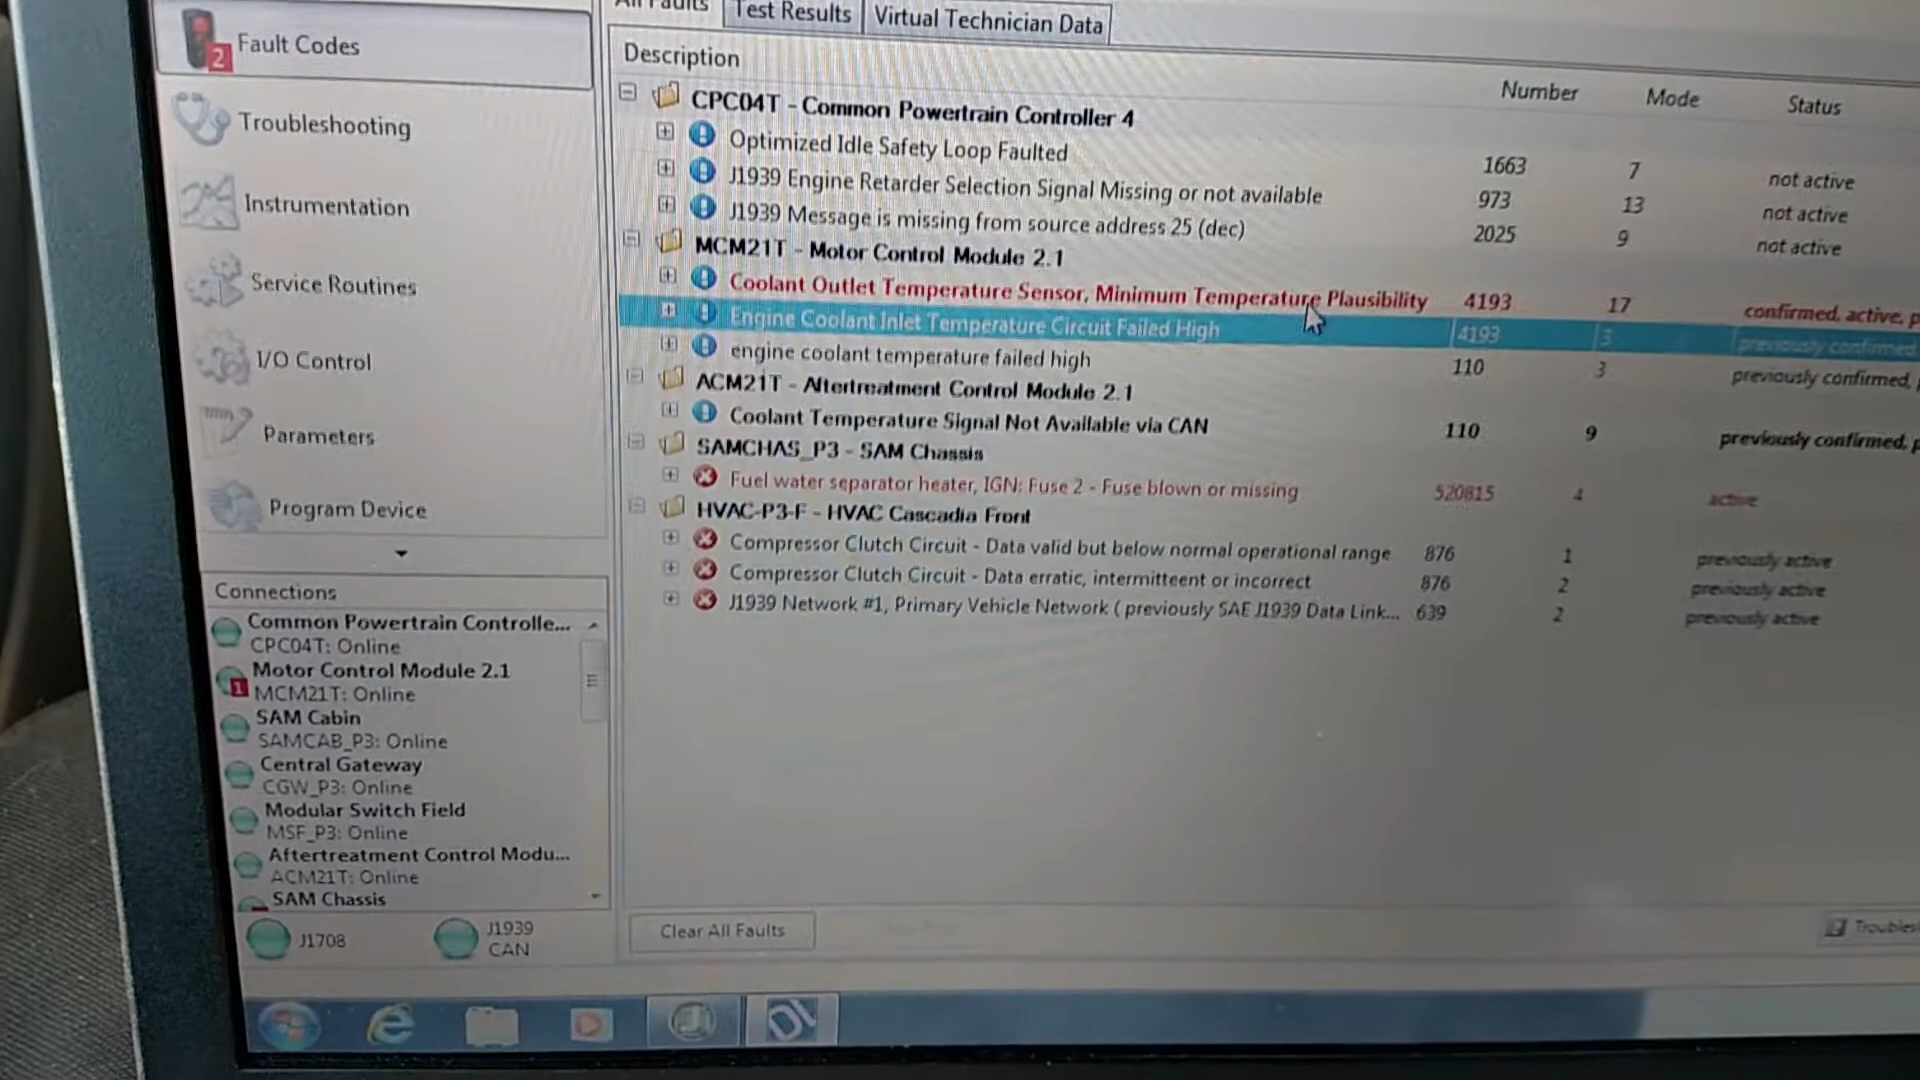 All Faults Test Results Virtual Technician Data
2 Fault Codes
Troubleshooting
Instrumentation
Service Routines
I/O Control
Parameters
Program Device
Description Number Mode Status
CPC04T - Common Powertrain Controller 4
Optimized Idle Safety Loop Faulted 1663 7 not active
J1939 Engine Retarder Selection Signal Missing or not available 973 13 not active
J1939 Message is missing from source address 25 (dec) 2025 9 not active
MCM21T - Motor Control Module 2.1
Coolant Outlet Temperature Sensor, Minimum Temperature Plausibility 4193 17 confirmed, active, p
Engine Coolant Inlet Temperature Circuit Failed High 4193 3 previously confirmed
engine coolant temperature failed high 110 3 previously confirmed, p
ACM21T - Aftertreatment Control Module 2.1
Coolant Temperature Signal Not Available via CAN 110 9 previously confirmed, p
SAMCHAS_P3 - SAM Chassis
Fuel water separator heater, IGN: Fuse 2 - Fuse blown or missing 520815 4 active
HVAC-P3-F - HVAC Cascadia Front
Compressor Clutch Circuit - Data valid but below normal operational range 876 1 previously active
Compressor Clutch Circuit - Data erratic, intermitteent or incorrect 876 2 previously active
J1939 Network #1, Primary Vehicle Network ( previously SAE J1939 Data Link... 639 2 previously active
Connections
Common Powertrain Controlle...
CPC04T: Online
Motor Control Module 2.1
1 MCM21T: Online
SAM Cabin
SAMCAB_P3: Online
Central Gateway
CGW_P3: Online
Modular Switch Field
MSF_P3: Online
Aftertreatment Control Modu...
ACM21T: Online
SAM Chassis
J1708
J1939
CAN
Clear All Faults
Troubles
DI